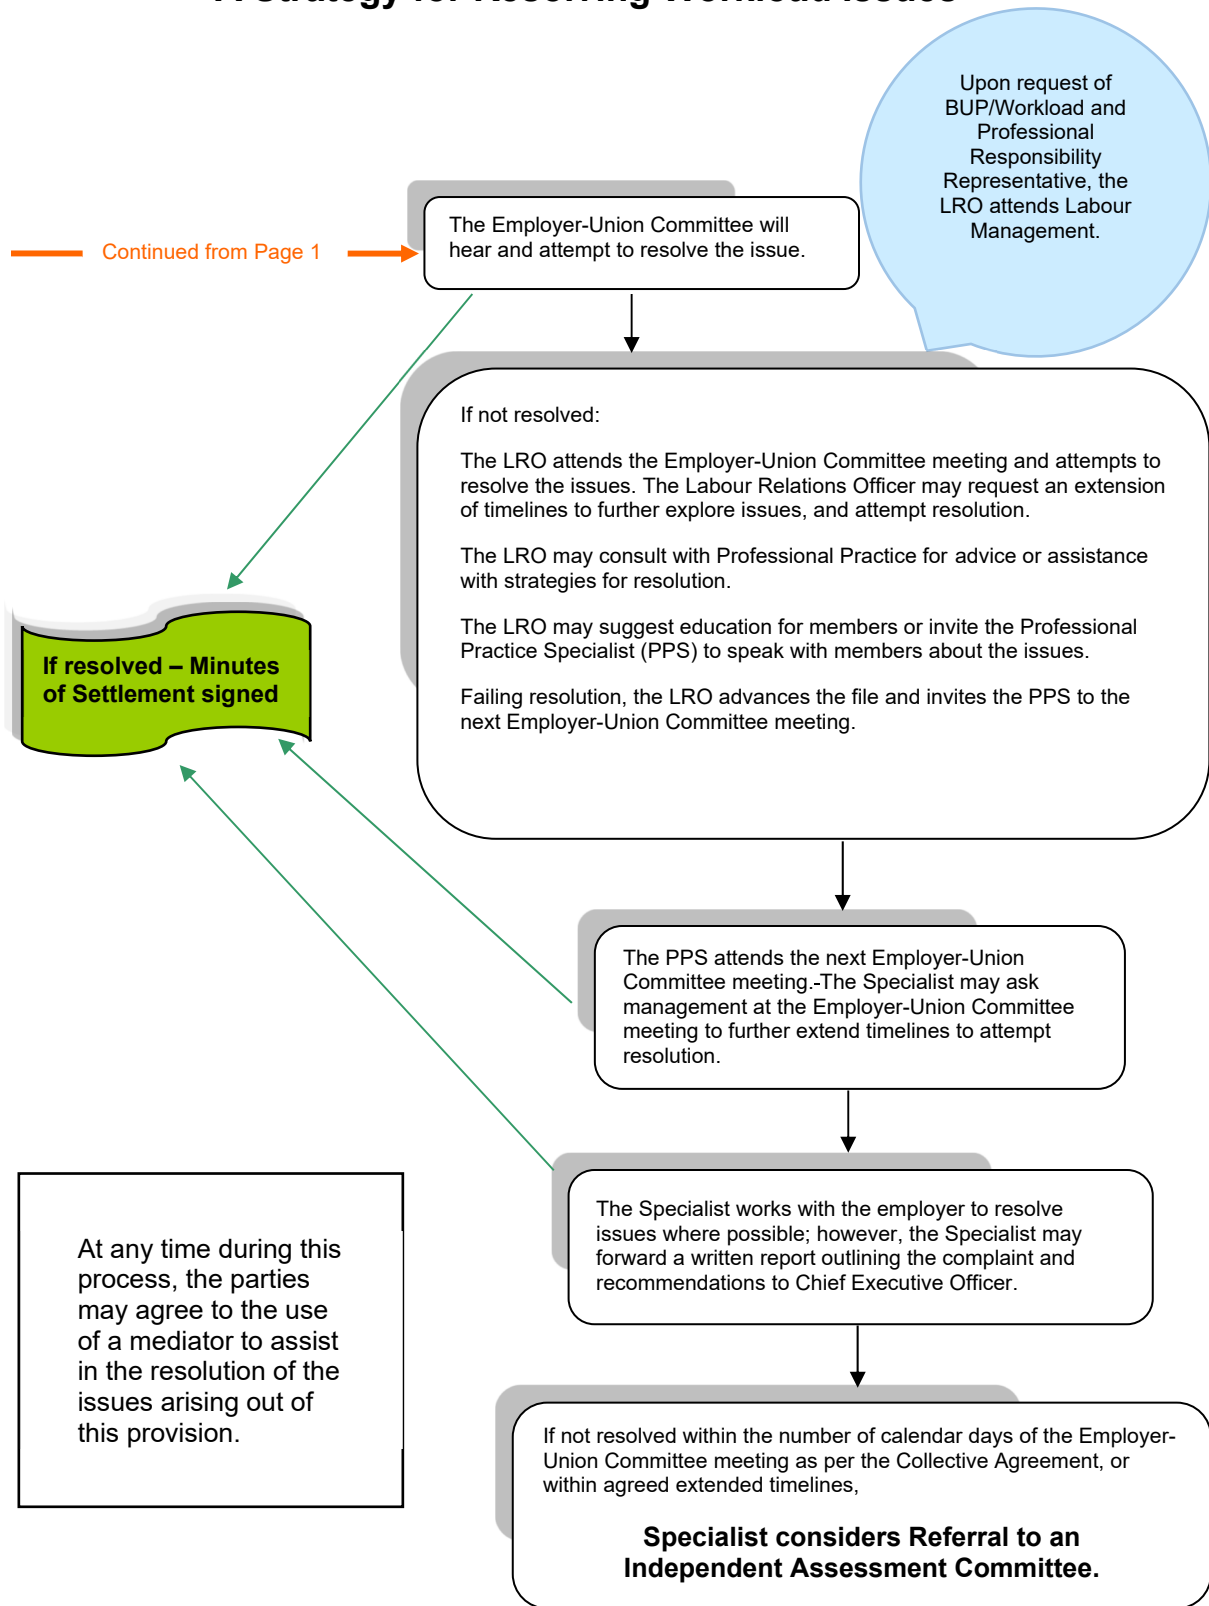 A Strategy for Resolving Workload Issues
Upon request of
BUP/Workload and
Professional
Responsibility
Representative, the
LRO attends Labour
Management.
The Employer-Union Committee will
hear and attempt to resolve the issue.
Continued from Page 1
If not resolved:
The LRO attends the Employer-Union Committee meeting and attempts to
resolve the issues. The Labour Relations Officer may request an extension
of timelines to further explore issues, and attempt resolution.
The LRO may consult with Professional Practice for advice or assistance
with strategies for resolution.
The LRO may suggest education for members or invite the Professional
Practice Specialist (PPS) to speak with members about the issues.
Failing resolution, the LRO advances the file and invites the PPS to the
next Employer-Union Committee meeting.
If resolved – Minutes
of Settlement signed
The PPS attends the next Employer-Union
Committee meeting.-The Specialist may ask
management at the Employer-Union Committee
meeting to further extend timelines to attempt
resolution.
The Specialist works with the employer to resolve
issues where possible; however, the Specialist may
forward a written report outlining the complaint and
recommendations to Chief Executive Officer.
At any time during this
process, the parties
may agree to the use
of a mediator to assist
in the resolution of the
issues arising out of
this provision.
If not resolved within the number of calendar days of the Employer-
Union Committee meeting as per the Collective Agreement, or
within agreed extended timelines,
Specialist considers Referral to an
Independent Assessment Committee.